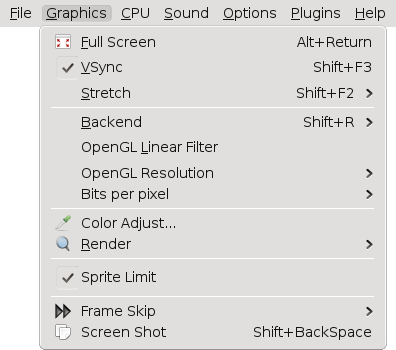 File Graphics CPU Sound Options Plugins Help
Full Screen Alt+Return
VSync Shift+F3
Stretch Shift+F2
Backend Shift+R
OpenGL Linear Filter
OpenGL Resolution
Bits per pixel
Color Adjust...
Render
Sprite Limit
Frame Skip
Screen Shot Shift+BackSpace